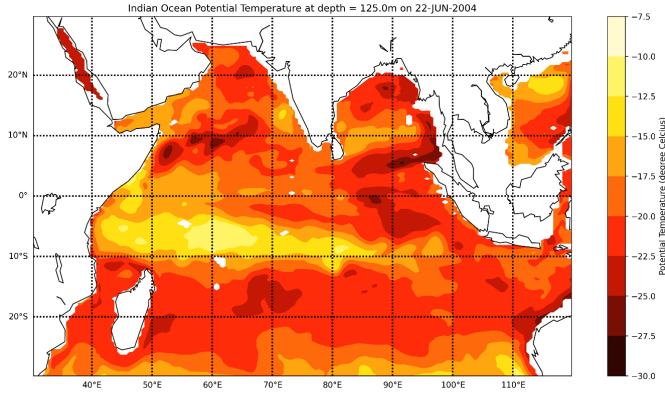 Indian Ocean Potential Temperature at depth = 125.0m on 22-JUN-2004
20°N
10°N
0°
10°S
20°S
40°E
50°E
60°E
70°E
80°E
90°E
100°E
110°E
−7.5
−10.0
−12.5
−15.0
−17.5
−20.0
−22.5
−25.0
−27.5
−30.0
Potential Temperature (degree Celcius)